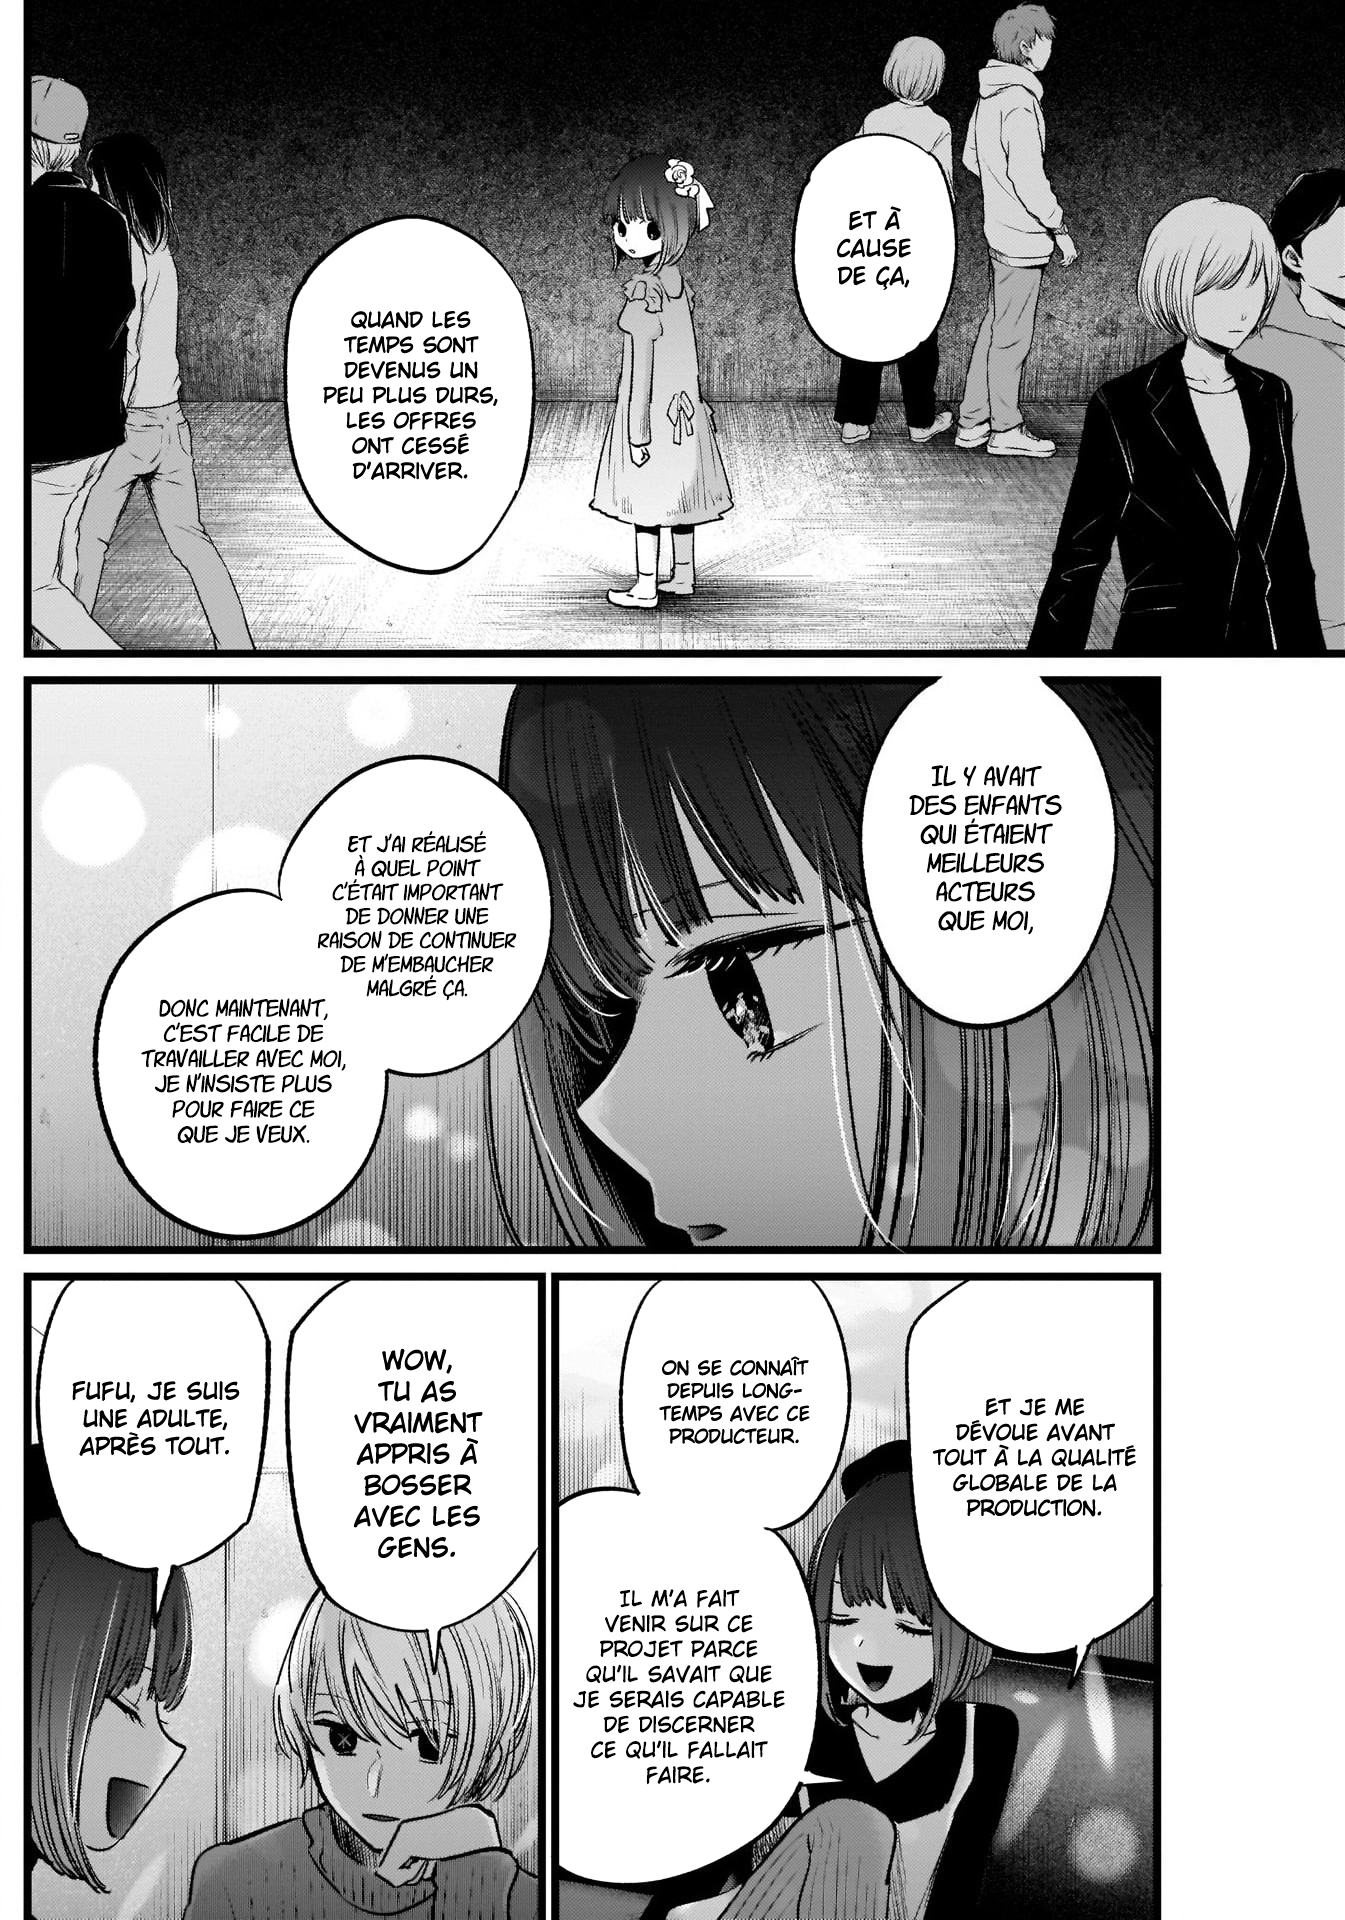 ET À
CAUSE
DE ÇA,
QUAND LES
TEMPS SONT
DEVENUS UN
PEU PLUS DURS,
LES OFFRES
ONT CESSÉ
D'ARRIVER.
IL Y AVAIT
DES ENFANTS
QUI ÉTAIENT
MEILLEURS
ACTEURS
QUE MOI,
ET J'AI RÉALISÉ
À QUEL POINT
C'ÉTAIT IMPORTANT
DE DONNER UNE
RAISON DE CONTINUER
DE M'EMBAUCHER
MALGRÉ ÇA.
DONC MAINTENANT,
C'EST FACILE DE
TRAVAILLER AVEC MOI,
JE N'INSISTE PLUS
POUR FAIRE CE
QUE JE VEUX.
ET JE ME
DÉVOUE AVANT
TOUT À LA QUALITÉ
GLOBALE DE LA
PRODUCTION.
ON SE CONNAÎT
DEPUIS LONG-
TEMPS AVEC CE
PRODUCTEUR.
IL M'A FAIT
VENIR SUR CE
PROJET PARCE
QU'IL SAVAIT QUE
JE SERAIS CAPABLE
DE DISCERNER
CE QU'IL FALLAIT
FAIRE.
WOW,
TU AS
VRAIMENT
APPRIS À
BOSSER
AVEC LES
GENS.
FUFU, JE SUIS
UNE ADULTE,
APRÈS TOUT.